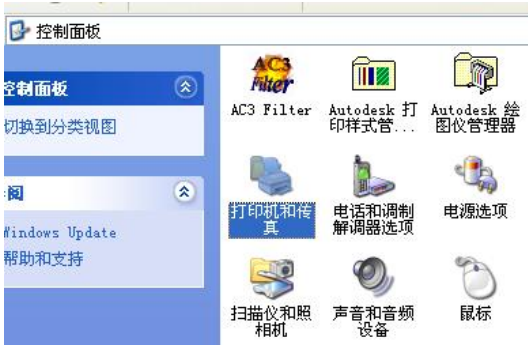 控制面板
控制面板
切换到分类视图
阅
Windows Update
帮助和支持
AC3
Filter
AC3 Filter
Autodesk 打
印样式管...
Autodesk 绘
图仪管理器
打印机和传
真
电话和调制
解调器选项
电源选项
扫描仪和照
相机
声音和音频
设备
鼠标